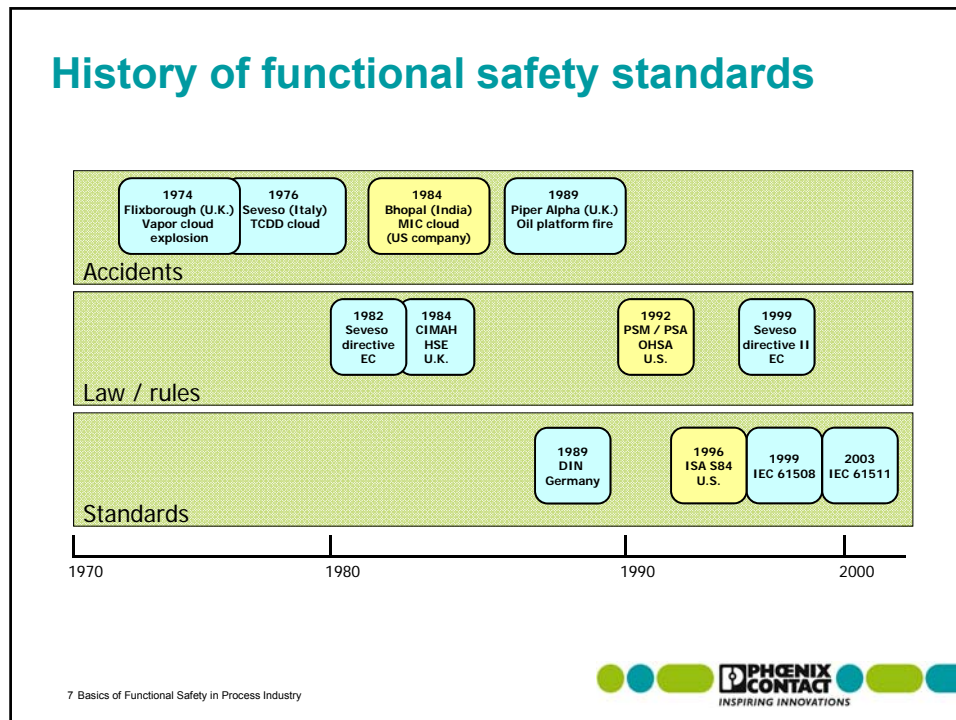 History of functional safety standards
1974
Flixborough (U.K.)
Vapor cloud
explosion
1976
Seveso (Italy)
TCDD cloud
1984
Bhopal (India)
MIC cloud
(US company)
1989
Piper Alpha (U.K.)
Oil platform fire
Accidents
1982
Seveso
directive
EC
1984
CIMAH
HSE
U.K.
1992
PSM / PSA
OHSA
U.S.
1999
Seveso
directive II
EC
Law / rules
1989
DIN
Germany
1996
ISA S84
U.S.
1999
IEC 61508
2003
IEC 61511
Standards
1970
1980
1990
2000
7 Basics of Functional Safety in Process Industry
PHŒNIX
CONTACT
INSPIRING INNOVATIONS